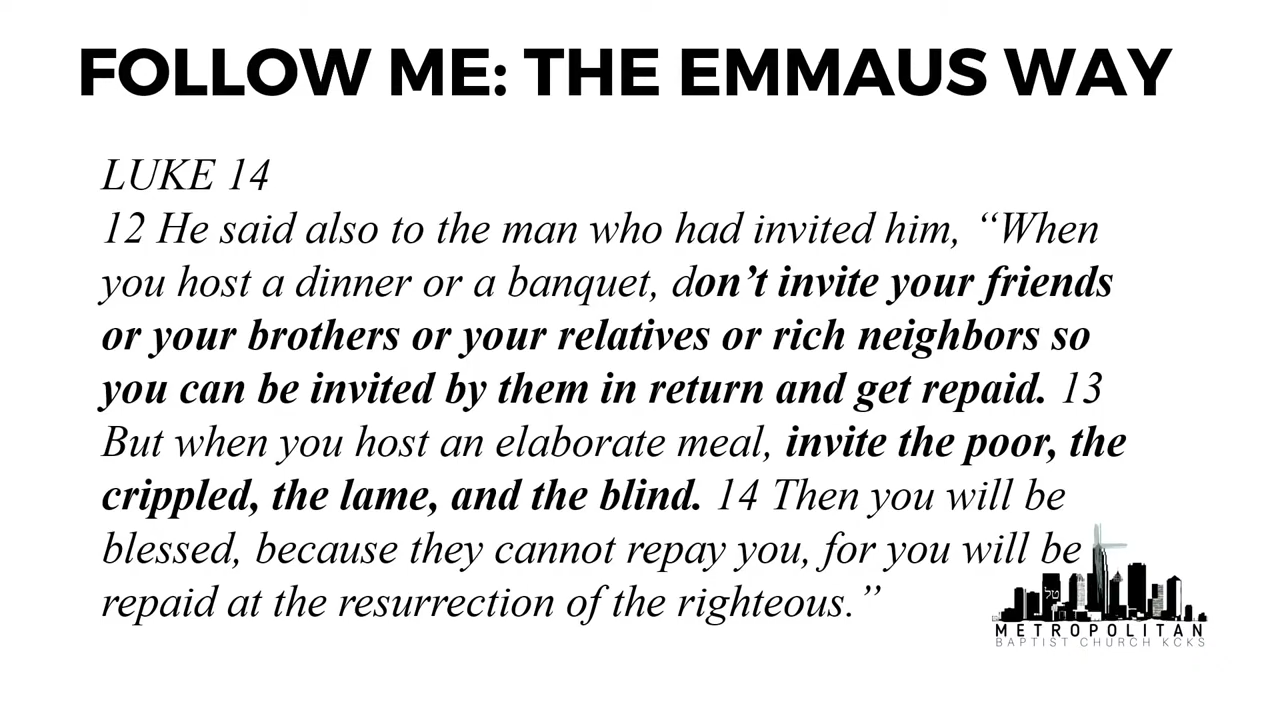 FOLLOW ME: THE EMMAUS WAY
LUKE 14
12 He said also to the man who had invited him, “When
you host a dinner or a banquet, don’t invite your friends
or your brothers or your relatives or rich neighbors so
you can be invited by them in return and get repaid. 13
But when you host an elaborate meal, invite the poor, the
crippled, the lame, and the blind. 14 Then you will be
blessed, because they cannot repay you, for you will be
repaid at the resurrection of the righteous.”
טל
METROPOLITAN
BAPTIST CHURCH KCKS